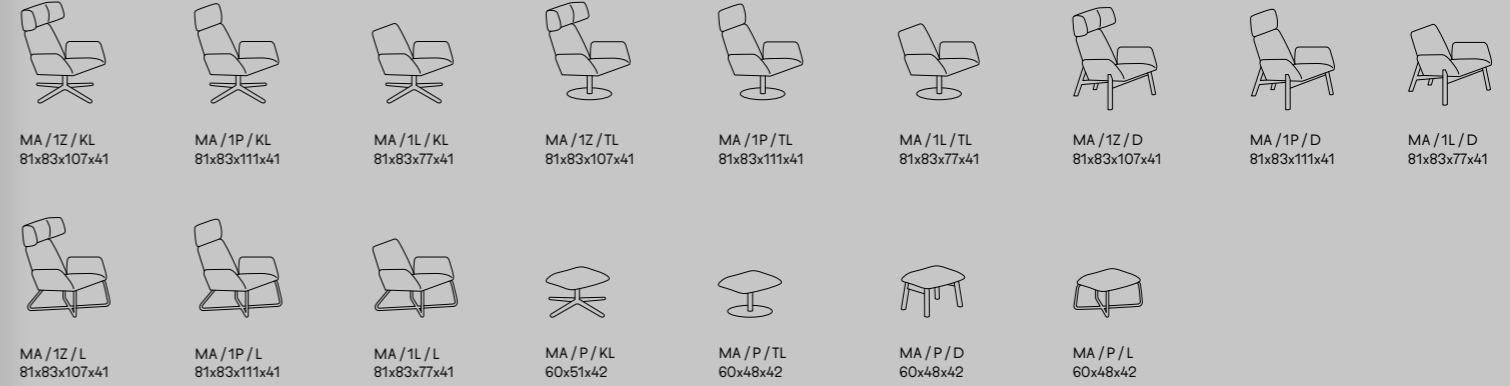 MA / 1Z / KL
81x83x107x41
MA / 1P / KL
81x83x111x41
MA / 1L / KL
81x83x77x41
MA / 1Z / TL
81x83x107x41
MA / 1P / TL
81x83x111x41
MA / 1L / TL
81x83x77x41
MA / 1Z / D
81x83x107x41
MA / 1P / D
81x83x111x41
MA / 1L / D
81x83x77x41
MA / 1Z / L
81x83x107x41
MA / 1P / L
81x83x111x41
MA / 1L / L
81x83x77x41
MA / P / KL
60x51x42
MA / P / TL
60x48x42
MA / P / D
60x48x42
MA / P / L
60x48x42